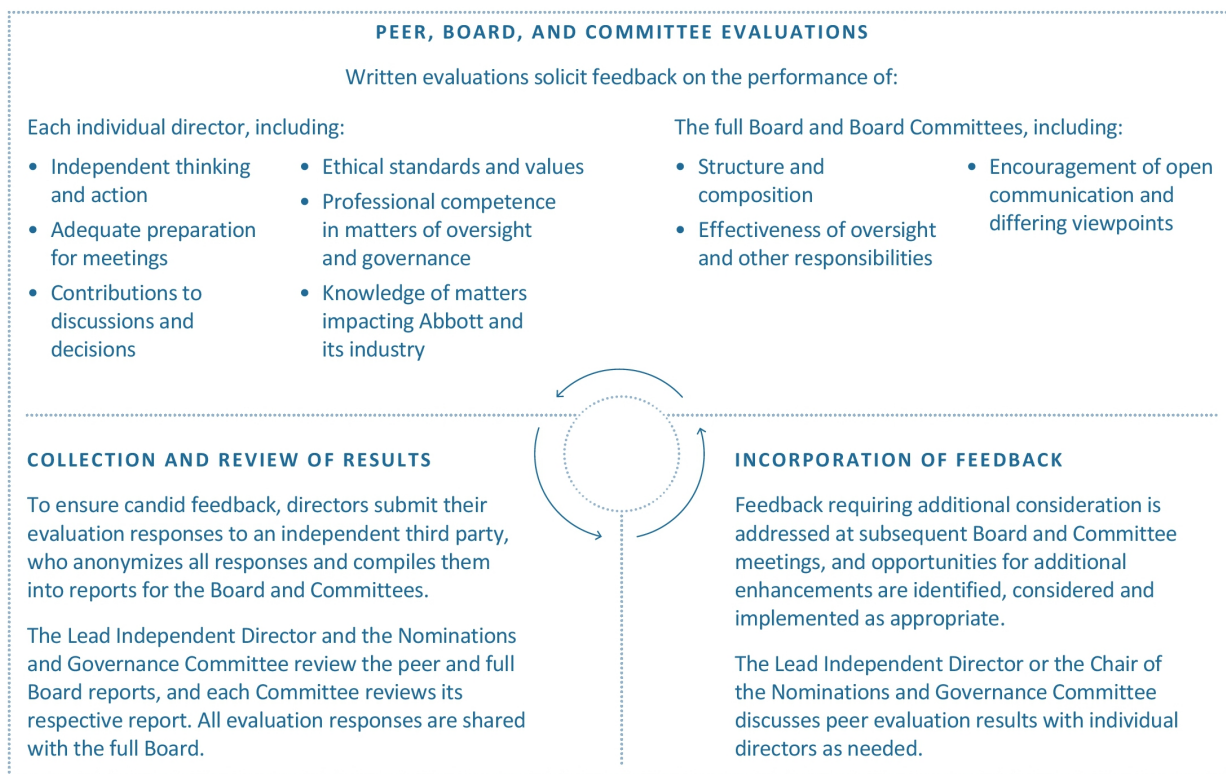 PEER, BOARD, AND COMMITTEE EVALUATIONS
Written evaluations solicit feedback on the performance of:
Each individual director, including:
• Independent thinking
and action
• Adequate preparation
for meetings
• Contributions to
discussions and
decisions
• Ethical standards and values
• Professional competence
in matters of oversight
and governance
• Knowledge of matters
impacting Abbott and
its industry
The full Board and Board Committees, including:
• Structure and
composition
• Effectiveness of oversight
and other responsibilities
• Encouragement of open
communication and
differing viewpoints
COLLECTION AND REVIEW OF RESULTS
To ensure candid feedback, directors submit their
evaluation responses to an independent third party,
who anonymizes all responses and compiles them
into reports for the Board and Committees.
The Lead Independent Director and the Nominations
and Governance Committee review the peer and full
Board reports, and each Committee reviews its
respective report. All evaluation responses are shared
with the full Board.
INCORPORATION OF FEEDBACK
Feedback requiring additional consideration is
addressed at subsequent Board and Committee
meetings, and opportunities for additional
enhancements are identified, considered and
implemented as appropriate.
The Lead Independent Director or the Chair of
the Nominations and Governance Committee
discusses peer evaluation results with individual
directors as needed.